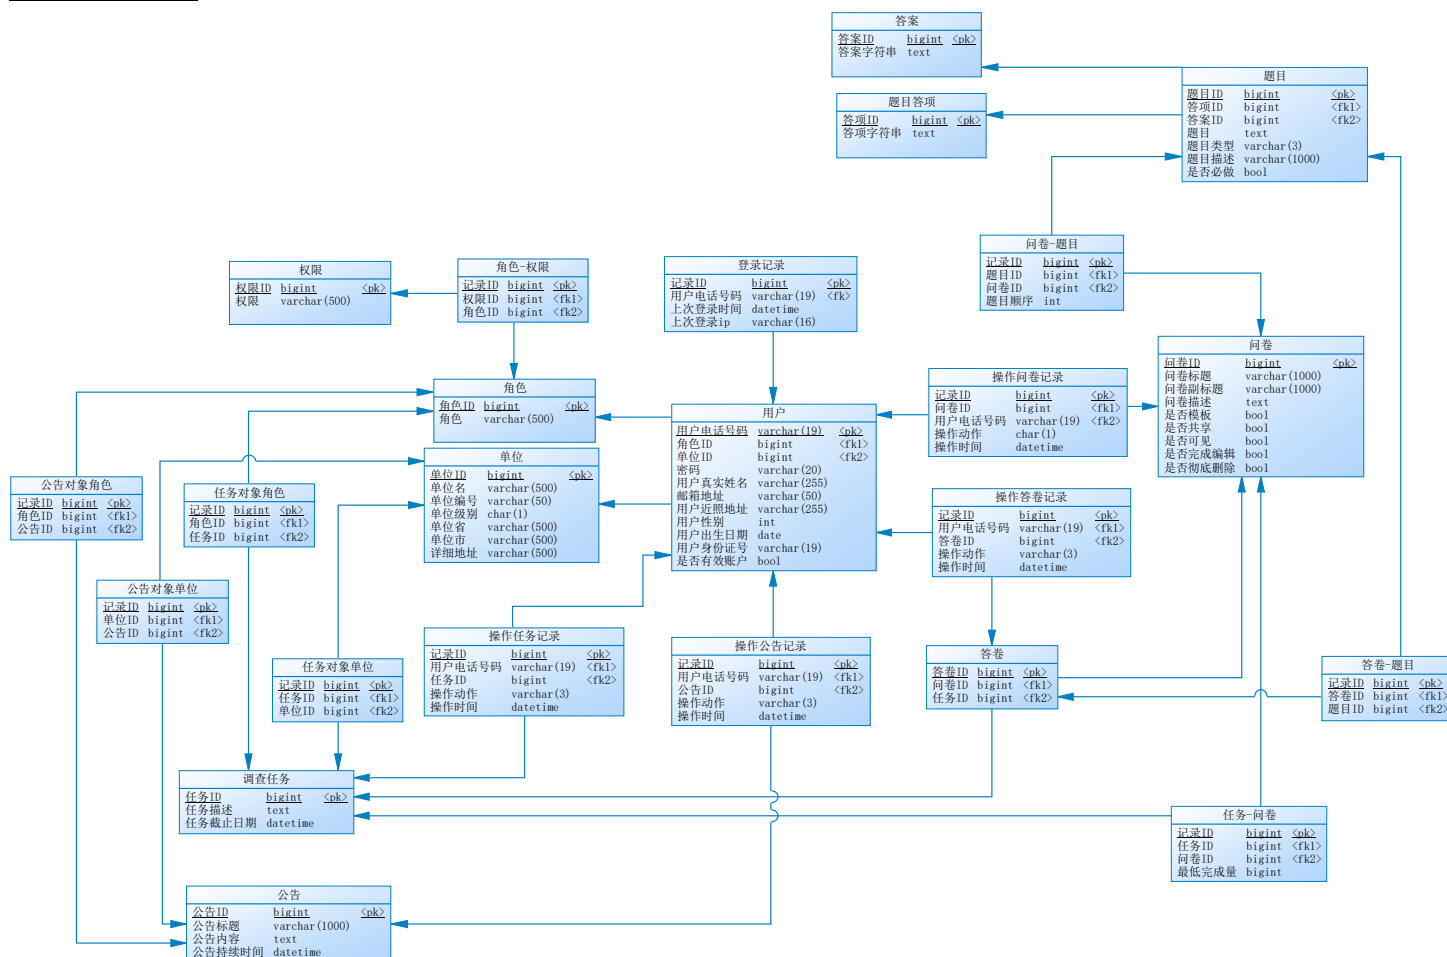 答案
答案ID bigint <pk>
答案字符串 text
题目
题目ID bigint <pk>
答项ID bigint <fk1>
答案ID bigint <fk2>
题目 text
题目类型 varchar(3)
题目描述 varchar(1000)
是否必做 bool
题目答项
答项ID bigint <pk>
答项字符串 text
问卷-题目
记录ID bigint <pk>
题目ID bigint <fk1>
问卷ID bigint <fk2>
题目顺序 int
权限
权限ID bigint <pk>
权限 varchar(500)
角色-权限
记录ID bigint <pk>
权限ID bigint <fk1>
角色ID bigint <fk2>
登录记录
记录ID bigint <pk>
用户电话号码 varchar(19) <fk>
上次登录时间 datetime
上次登录ip varchar(16)
问卷
问卷ID bigint <pk>
问卷标题 varchar(1000)
问卷副标题 varchar(1000)
问卷描述 text
是否模板 bool
是否共享 bool
是否可见 bool
是否完成编辑 bool
是否彻底删除 bool
操作问卷记录
记录ID bigint <pk>
问卷ID bigint <fk1>
用户电话号码 varchar(19) <fk2>
操作动作 char(1)
操作时间 datetime
角色
角色ID bigint <pk>
角色 varchar(500)
用户
用户电话号码 varchar(19) <pk>
角色ID bigint <fk1>
单位ID bigint <fk2>
密码 varchar(20)
用户真实姓名 varchar(255)
邮箱地址 varchar(50)
用户近照地址 varchar(255)
用户性别 int
用户出生日期 date
用户身份证号 varchar(19)
是否有效账户 bool
单位
单位ID bigint <pk>
单位名 varchar(500)
单位编号 varchar(50)
单位级别 char(1)
单位省 varchar(500)
单位市 varchar(500)
详细地址 varchar(500)
公告对象角色
记录ID bigint <pk>
角色ID bigint <fk1>
公告ID bigint <fk2>
任务对象角色
记录ID bigint <pk>
角色ID bigint <fk1>
任务ID bigint <fk2>
操作答卷记录
记录ID bigint <pk>
用户电话号码 varchar(19) <fk1>
答卷ID bigint <fk2>
操作动作 varchar(3)
操作时间 datetime
公告对象单位
记录ID bigint <pk>
单位ID bigint <fk1>
公告ID bigint <fk2>
操作任务记录
记录ID bigint <pk>
用户电话号码 varchar(19) <fk1>
任务ID bigint <fk2>
操作动作 varchar(3)
操作时间 datetime
操作公告记录
记录ID bigint <pk>
用户电话号码 varchar(19) <fk1>
公告ID bigint <fk2>
操作动作 varchar(3)
操作时间 datetime
答卷
答卷ID bigint <pk>
问卷ID bigint <fk1>
任务ID bigint <fk2>
答卷-题目
记录ID bigint <pk>
答卷ID bigint <fk1>
题目ID bigint <fk2>
任务对象单位
记录ID bigint <pk>
任务ID bigint <fk1>
单位ID bigint <fk2>
调查任务
任务ID bigint <pk>
任务描述 text
任务截止日期 datetime
任务-问卷
记录ID bigint <pk>
任务ID bigint <fk1>
问卷ID bigint <fk2>
最低完成量 bigint
公告
公告ID bigint <pk>
公告标题 varchar(1000)
公告内容 text
公告持续时间 datetime